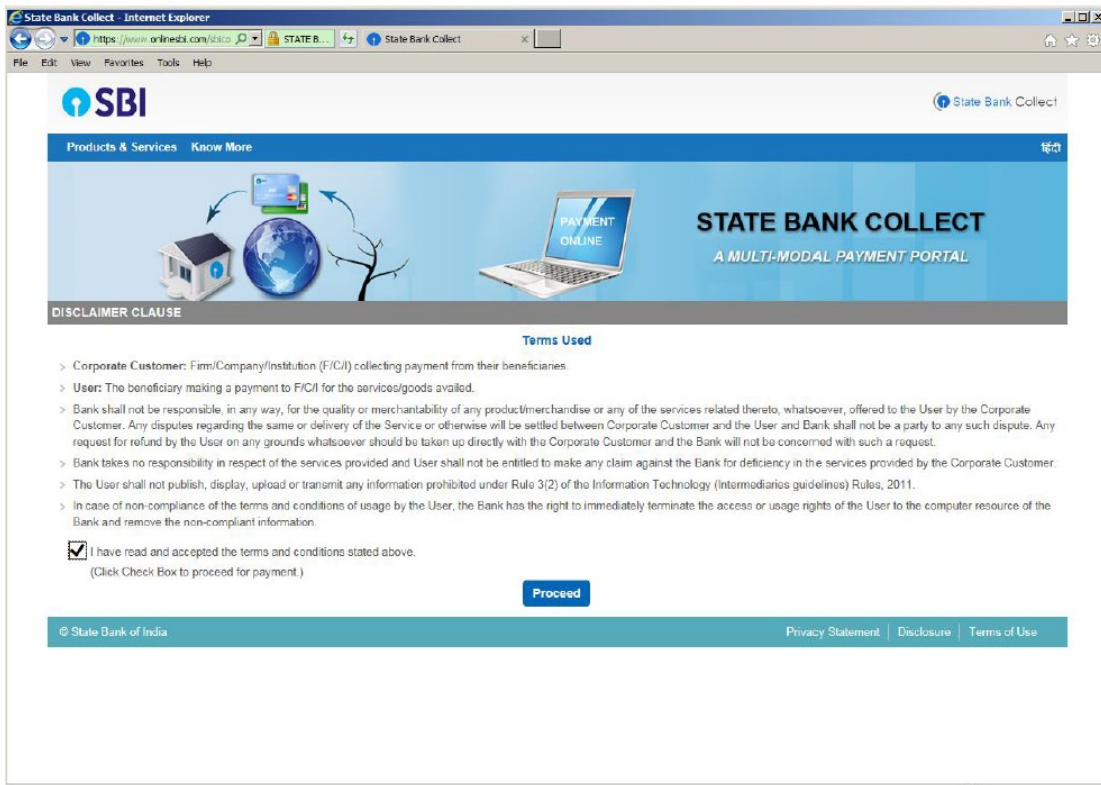 State Bank Collect - Internet Explorer
https://www.onlinesbi.com/sbico STATE B... State Bank Collect
File Edit View Favorites Tools Help
SBI
State Bank Collect
Products & Services Know More हिंदी
PAYMENT
ONLINE
STATE BANK COLLECT
A MULTI-MODAL PAYMENT PORTAL
DISCLAIMER CLAUSE
Terms Used
Corporate Customer: Firm/Company/Institution (F/C/I) collecting payment from their beneficiaries.
User: The beneficiary making a payment to F/C/I for the services/goods availed.
Bank shall not be responsible, in any way, for the quality or merchantability of any product/merchandise or any of the services related thereto, whatsoever, offered to the User by the Corporate
Customer. Any disputes regarding the same or delivery of the Service or otherwise will be settled between Corporate Customer and the User and Bank shall not be a party to any such dispute. Any
request for refund by the User on any grounds whatsoever should be taken up directly with the Corporate Customer and the Bank will not be concerned with such a request.
Bank takes no responsibility in respect of the services provided and User shall not be entitled to make any claim against the Bank for deficiency in the services provided by the Corporate Customer.
The User shall not publish, display, upload or transmit any information prohibited under Rule 3(2) of the Information Technology (Intermediaries guidelines) Rules, 2011.
In case of non-compliance of the terms and conditions of usage by the User, the Bank has the right to immediately terminate the access or usage rights of the User to the computer resource of the
Bank and remove the non-compliant information.
I have read and accepted the terms and conditions stated above.
(Click Check Box to proceed for payment.)
Proceed
© State Bank of India Privacy Statement Disclosure Terms of Use